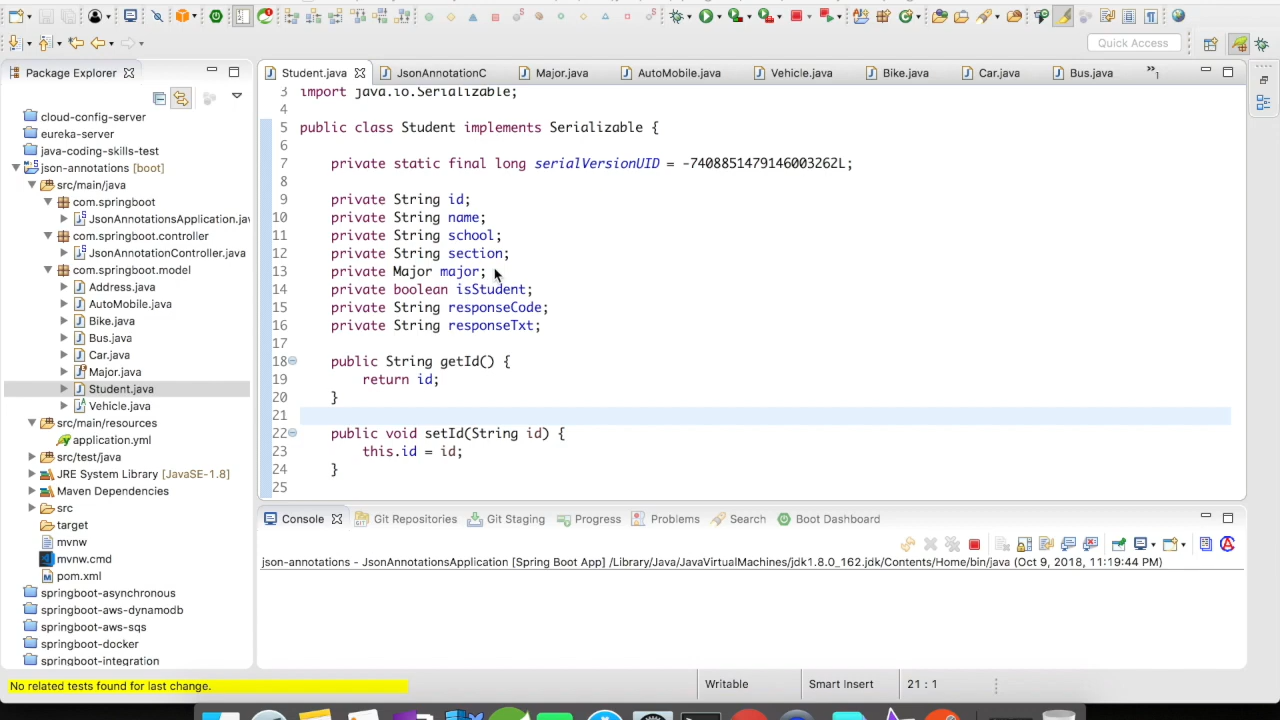 Quick Access
Package Explorer
Student.java
JsonAnnotationC
Major.java
AutoMobile.java
Vehicle.java
Bike.java
Car.java
Bus.java
»1
cloud-config-server
eureka-server
java-coding-skills-test
json-annotations [boot]
src/main/java
com.springboot
JsonAnnotationsApplication.jav
com.springboot.controller
JsonAnnotationController.java
com.springboot.model
Address.java
AutoMobile.java
Bike.java
Bus.java
Car.java
Major.java
Student.java
Vehicle.java
src/main/resources
application.yml
src/test/java
JRE System Library [JavaSE-1.8]
Maven Dependencies
src
target
mvnw
mvnw.cmd
pom.xml
springboot-asynchronous
springboot-aws-dynamodb
springboot-aws-sqs
springboot-docker
springboot-integration
3 import java.io.Serializable;
4
5 public class Student implements Serializable {
6
7 private static final long serialVersionUID = -7408851479146003262L;
8
9 private String id;
10 private String name;
11 private String school;
12 private String section;
13 private Major major;
14 private boolean isStudent;
15 private String responseCode;
16 private String responseTxt;
17
18 public String getId() {
19 return id;
20 }
21
22 public void setId(String id) {
23 this.id = id;
24 }
25
Console
Git Repositories
Git Staging
Progress
Problems
Search
Boot Dashboard
json-annotations - JsonAnnotationsApplication [Spring Boot App] /Library/Java/JavaVirtualMachines/jdk1.8.0_162.jdk/Contents/Home/bin/java (Oct 9, 2018, 11:19:44 PM)
No related tests found for last change.
Writable
Smart Insert
21 : 1